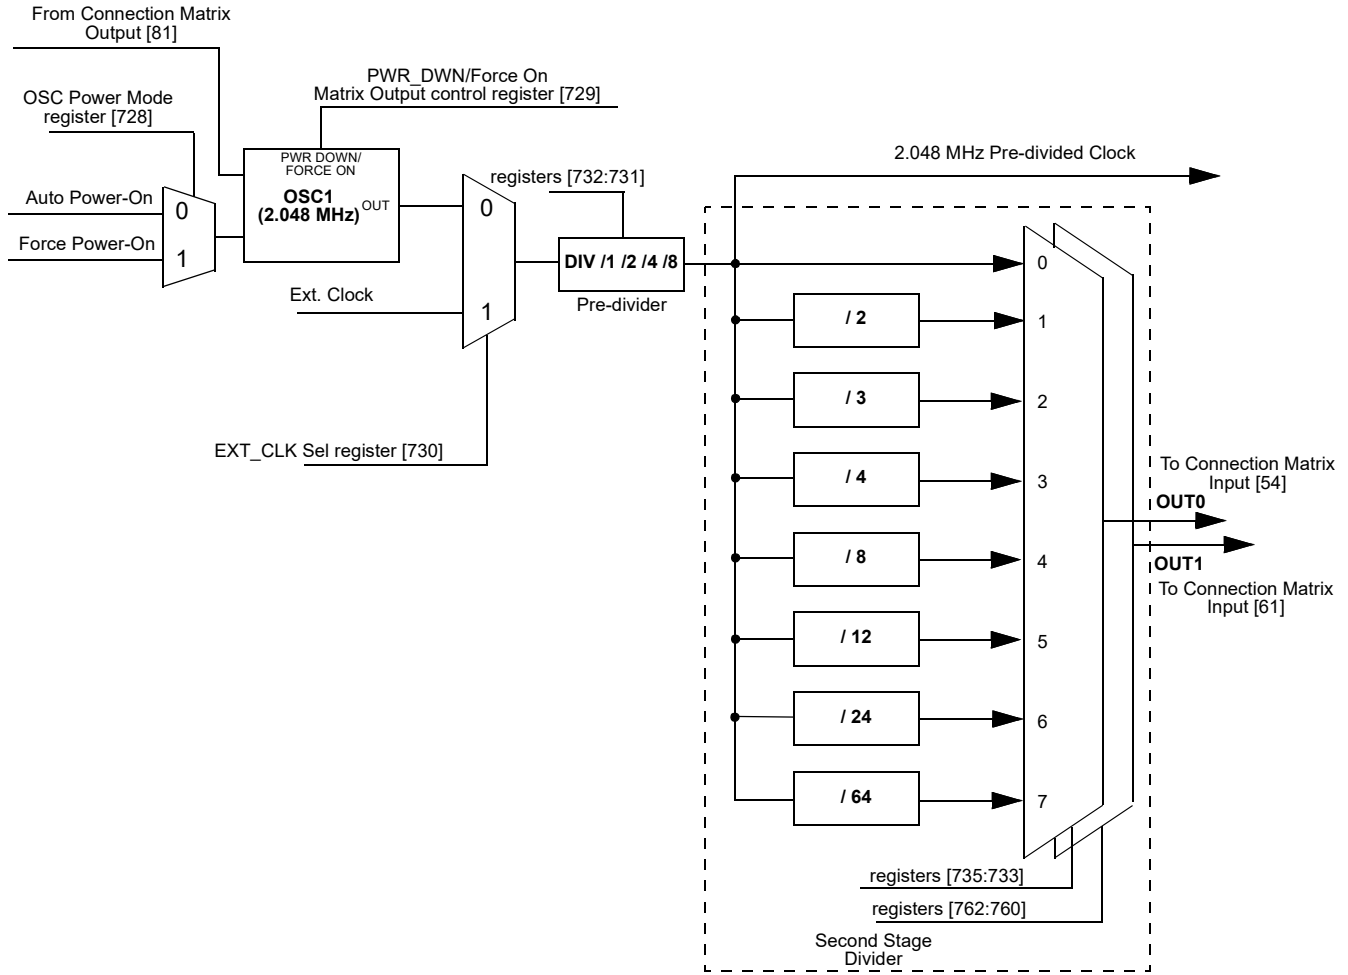 From Connection Matrix
Output [81]
PWR_DWN/Force On
Matrix Output control register [729]
OSC Power Mode
register [728]
PWR DOWN/
FORCE ON
OSC1
(2.048 MHz)
OUT
Auto Power-On
0
Force Power-On
1
0
Ext. Clock
1
EXT_CLK Sel register [730]
registers [732:731]
DIV /1 /2 /4 /8
Pre-divider
2.048 MHz Pre-divided Clock
0
/ 2
1
/ 3
2
/ 4
3
/ 8
4
/ 12
5
/ 24
6
/ 64
7
To Connection Matrix
Input [54]
OUT0
OUT1
To Connection Matrix
Input [61]
registers [735:733]
registers [762:760]
Second Stage
Divider